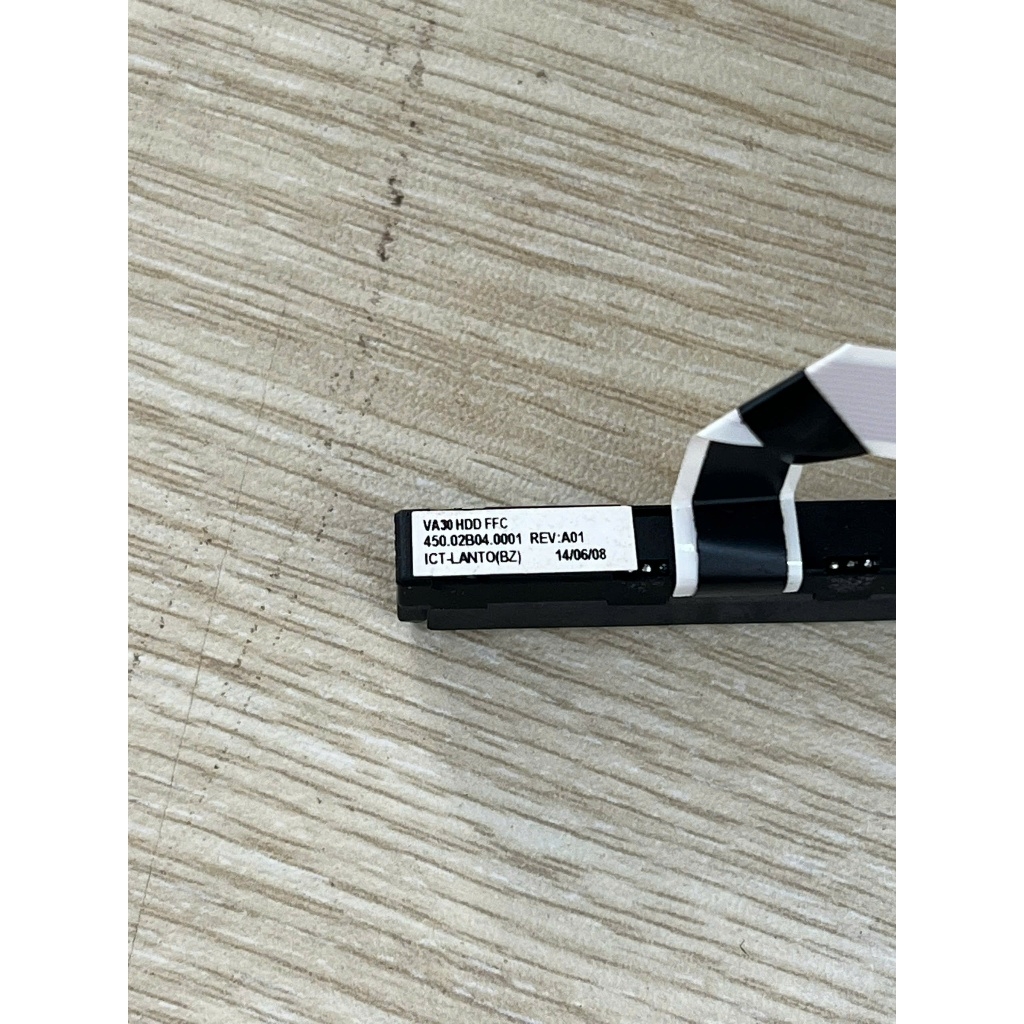 VA30 HDD FFC
450.02B04.0001 REV:A01
ICT-LANTO(BZ) 14/06/08